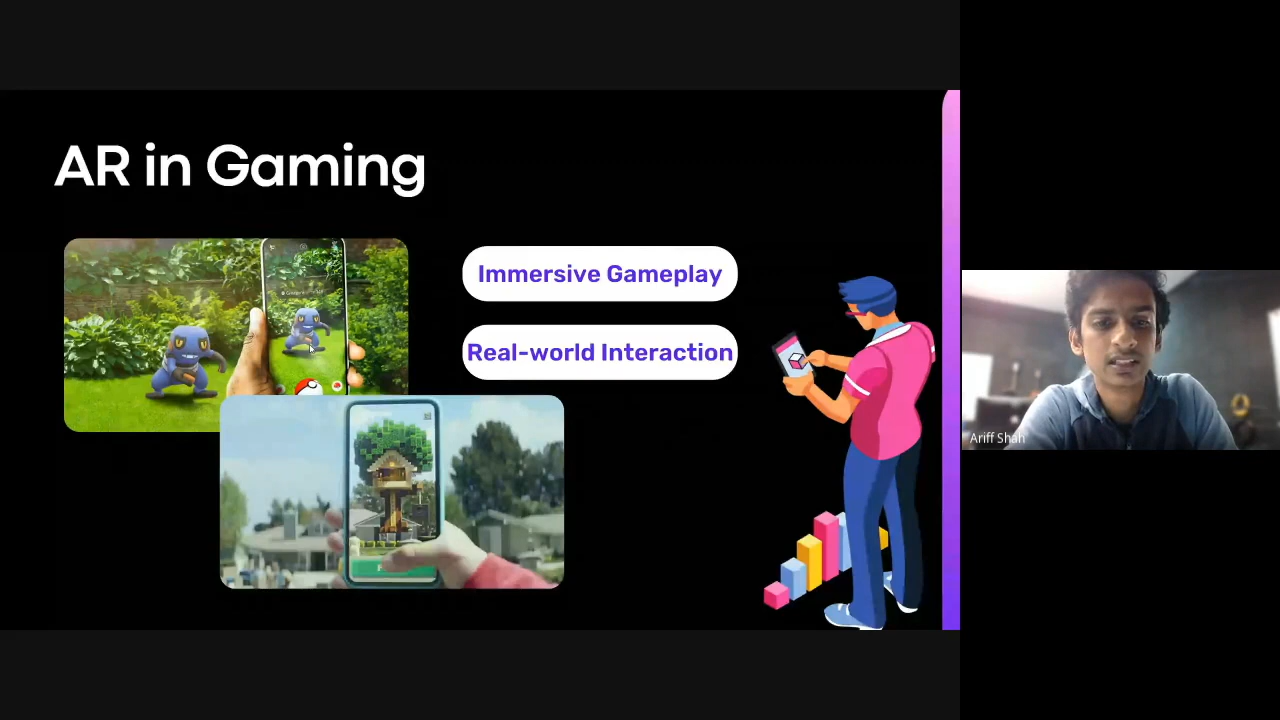 AR in Gaming
Immersive Gameplay
Real-world Interaction
Ariff Shah